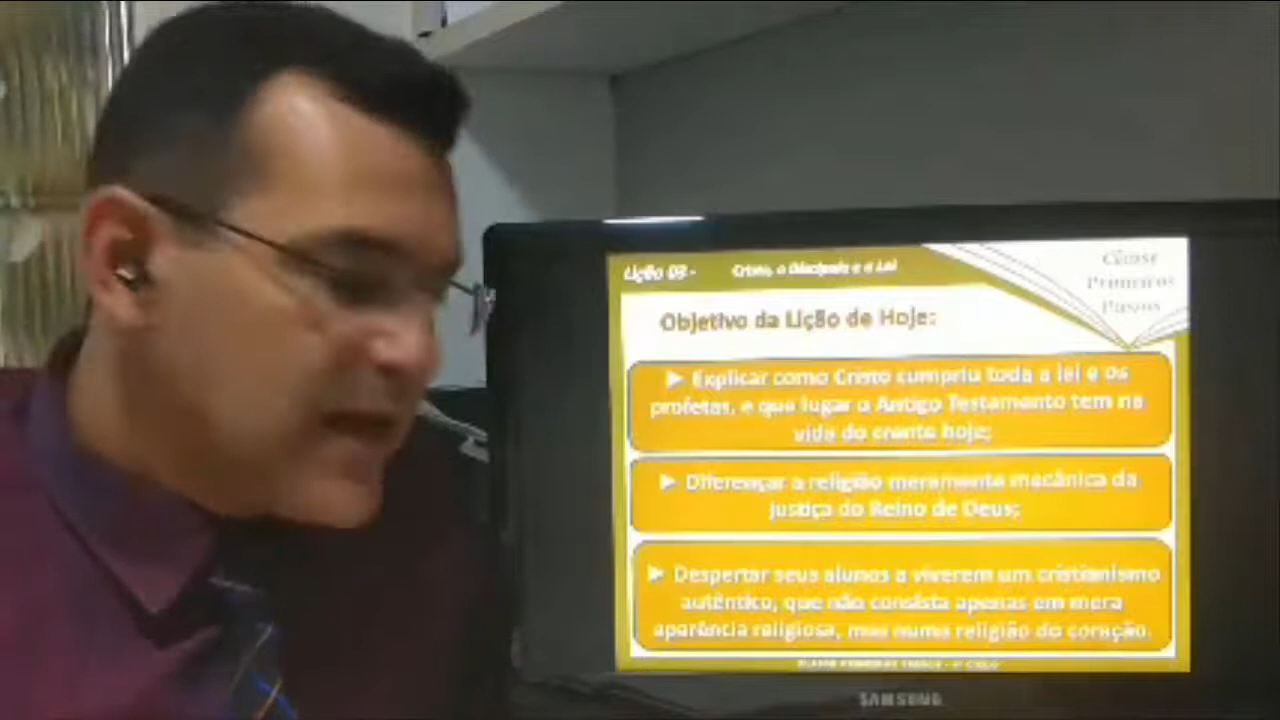 Lição 03 - Cristo, o Discípulo e a Lei
Classe
Primeiros
Passos
Objetivo da Lição de Hoje:
► Explicar como Cristo cumpriu toda a lei e os
profetas, e que lugar o Antigo Testamento tem na
vida do crente hoje;
► Diferençar a religião meramente mecânica da
justiça do Reino de Deus;
► Despertar seus alunos a viverem um cristianismo
autêntico, que não consista apenas em mera
aparência religiosa, mas numa religião do coração.
SAMSUNG